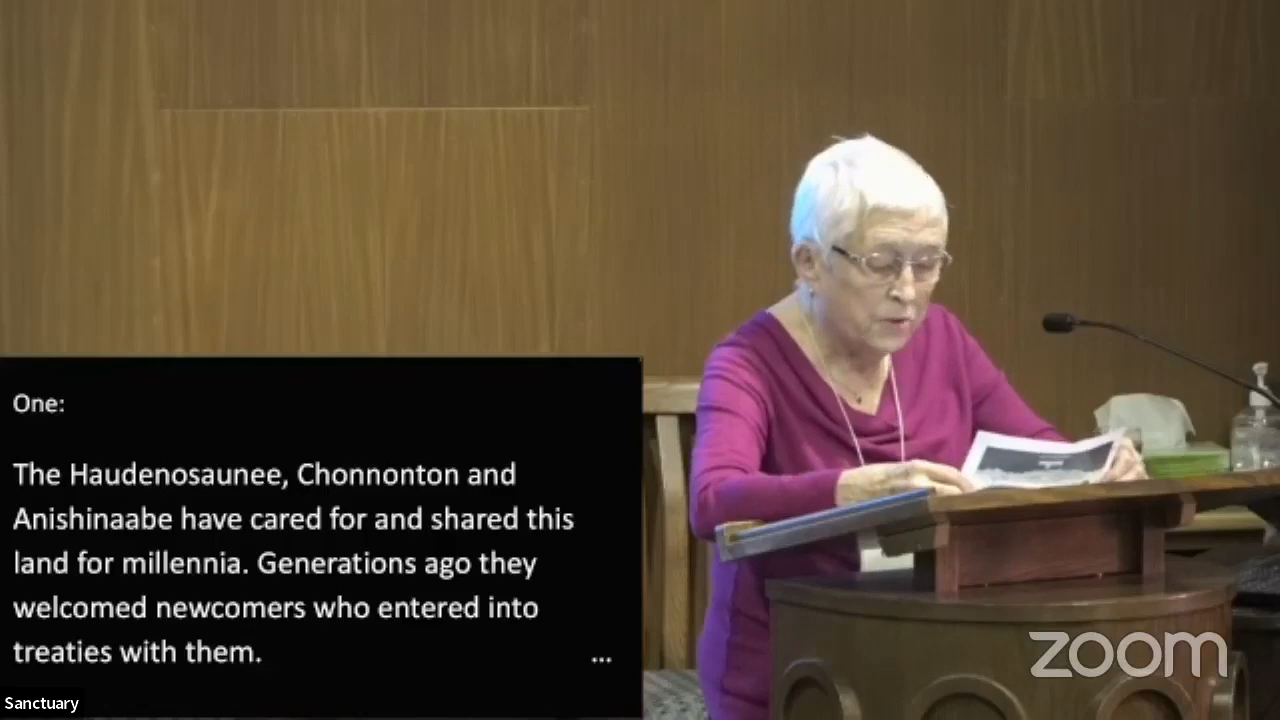 One:
The Haudenosaunee, Chonnonton and
Anishinaabe have cared for and shared this
land for millennia. Generations ago they
welcomed newcomers who entered into
treaties with them.
...
zoom
Sanctuary